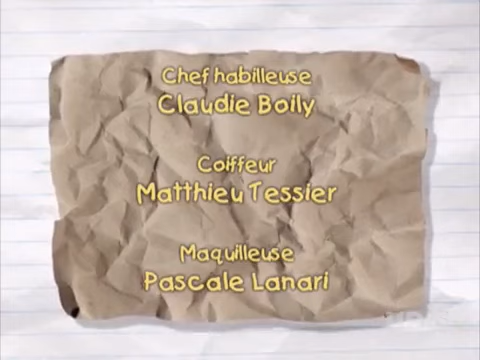 Chef habilleuse
Claudie Boily
Coiffeur
Matthieu Tessier
Maquilleuse
Pascale Lanari